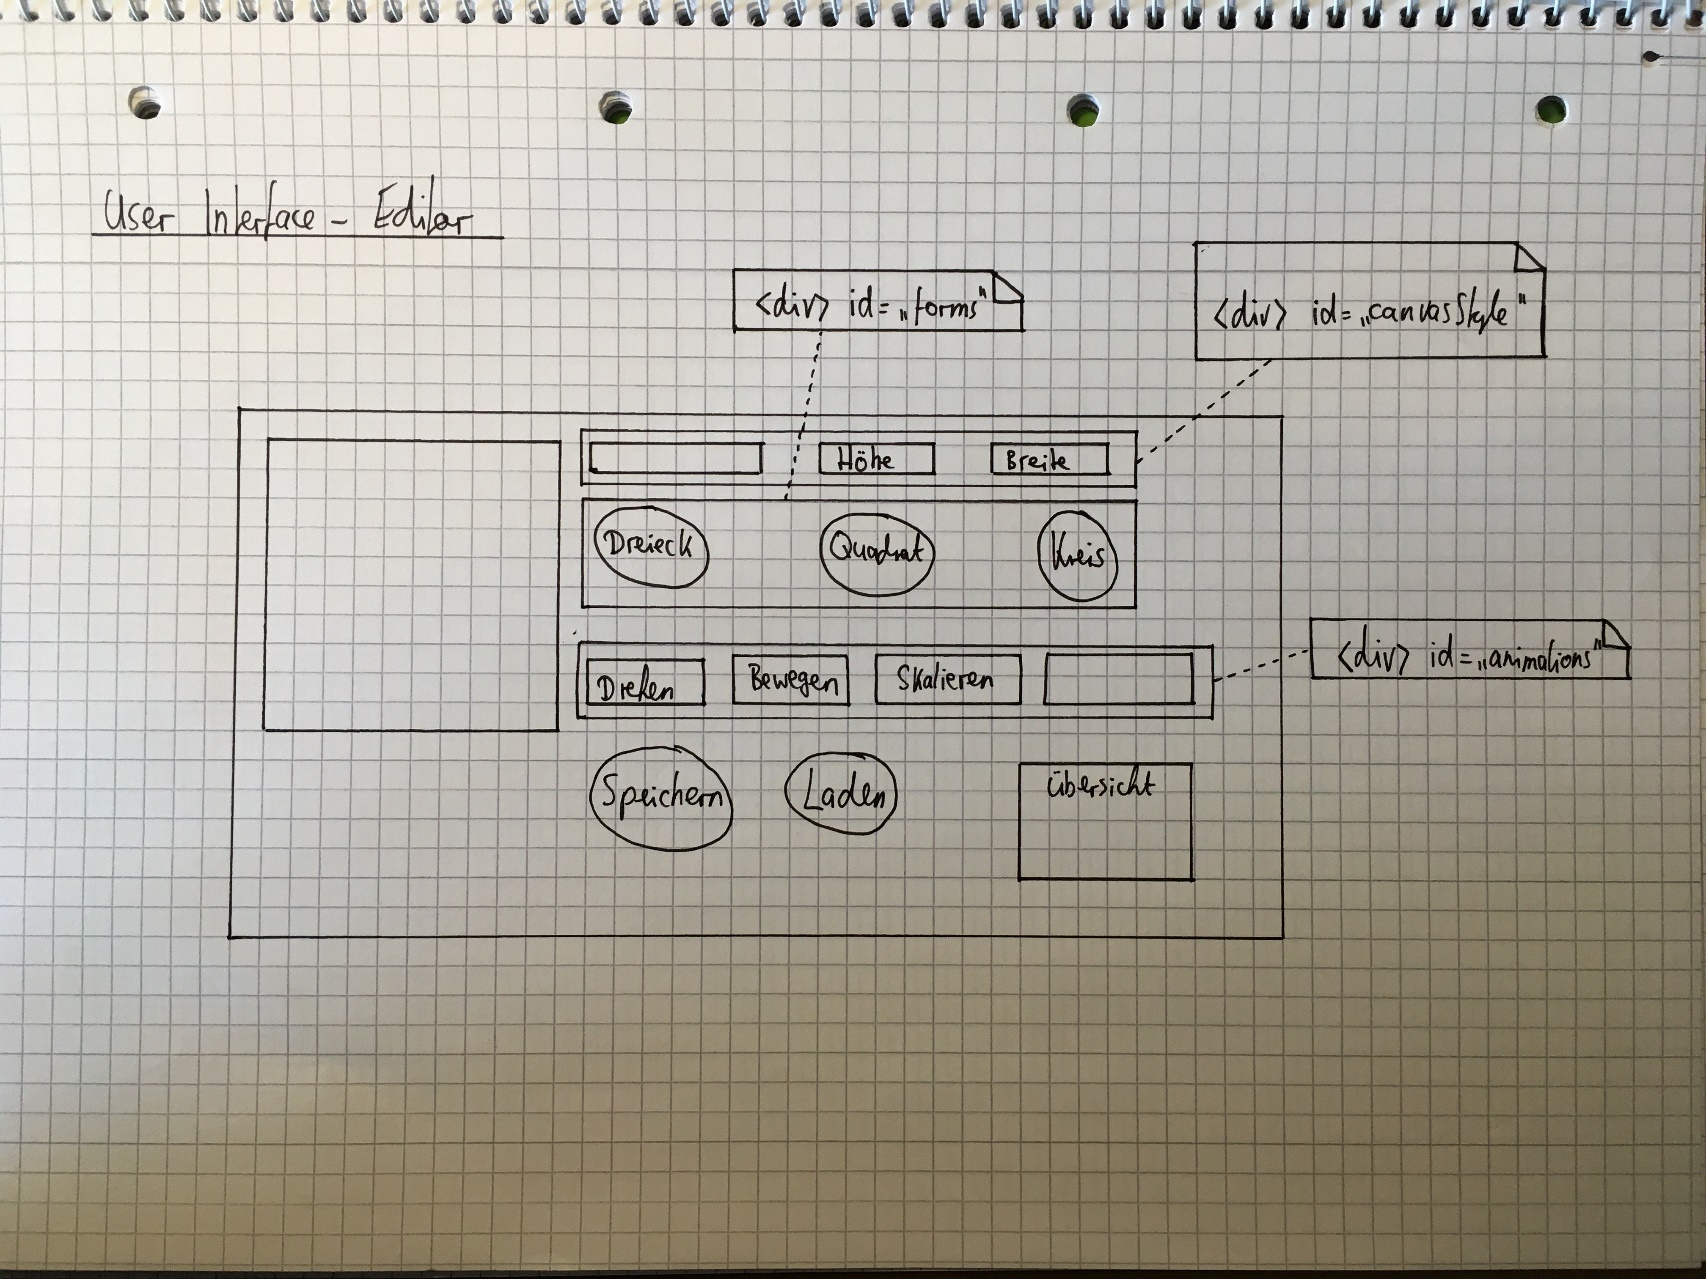 User Interface - Editor
<div> id=„forms“
<div> id=„canvasStyle“
Höhe Breite
Dreieck Quadrat Kreis
Drehen Bewegen Skalieren
<div> id=„animations“
Speichern Laden Übersicht